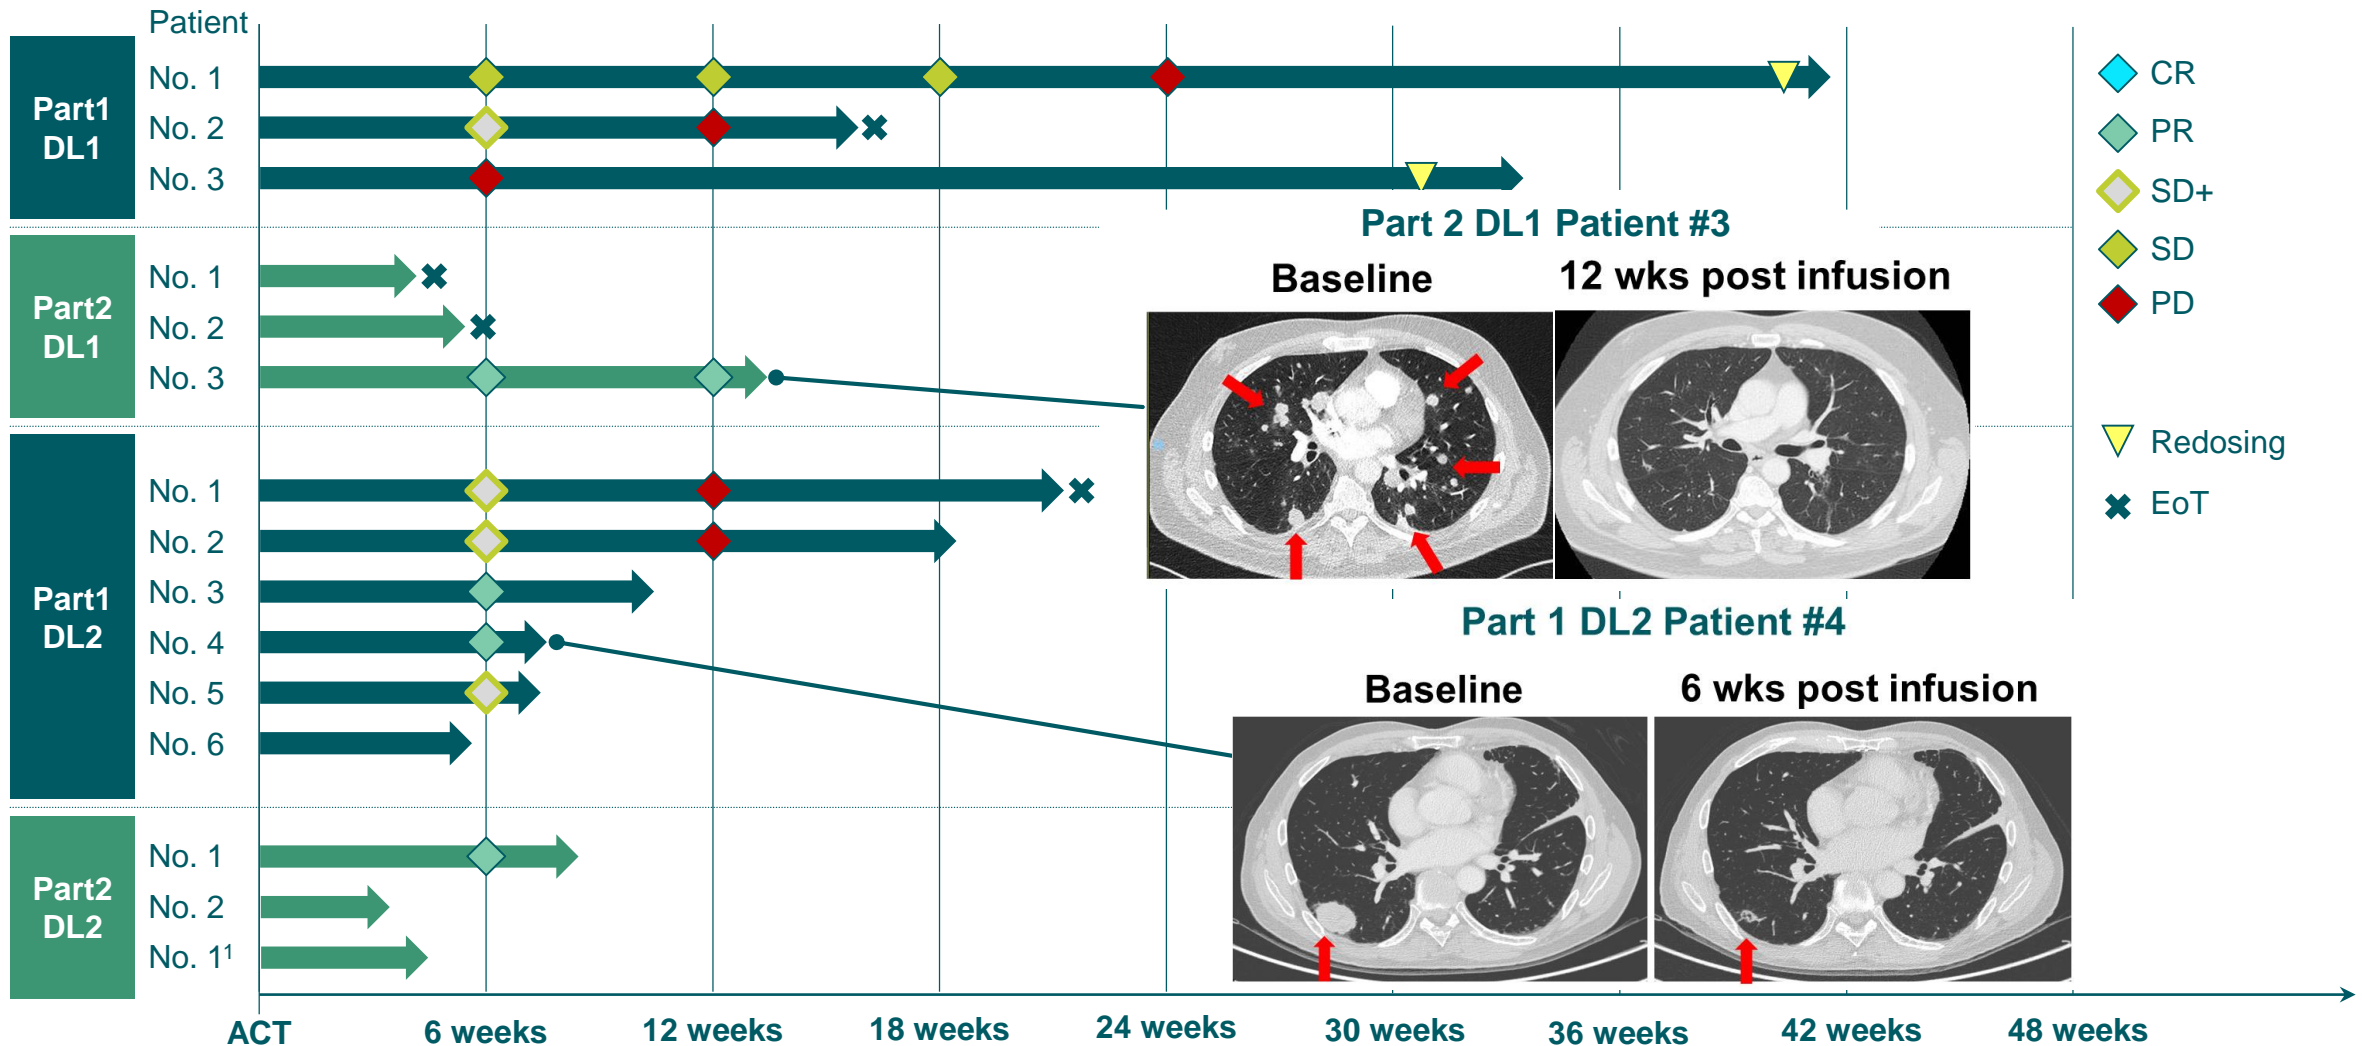 Patient
Part1
DL1
No. 1
No. 2
No. 3
Part2
DL1
No. 1
No. 2
No. 3
Part1
DL2
No. 1
No. 2
No. 3
No. 4
No. 5
No. 6
Part2
DL2
No. 1
No. 2
No. 1¹
Part 2 DL1 Patient #3
Baseline
12 wks post infusion
Part 1 DL2 Patient #4
Baseline
6 wks post infusion
CR
PR
SD+
SD
PD
Redosing
EoT
ACT
6 weeks
12 weeks
18 weeks
24 weeks
30 weeks
36 weeks
42 weeks
48 weeks